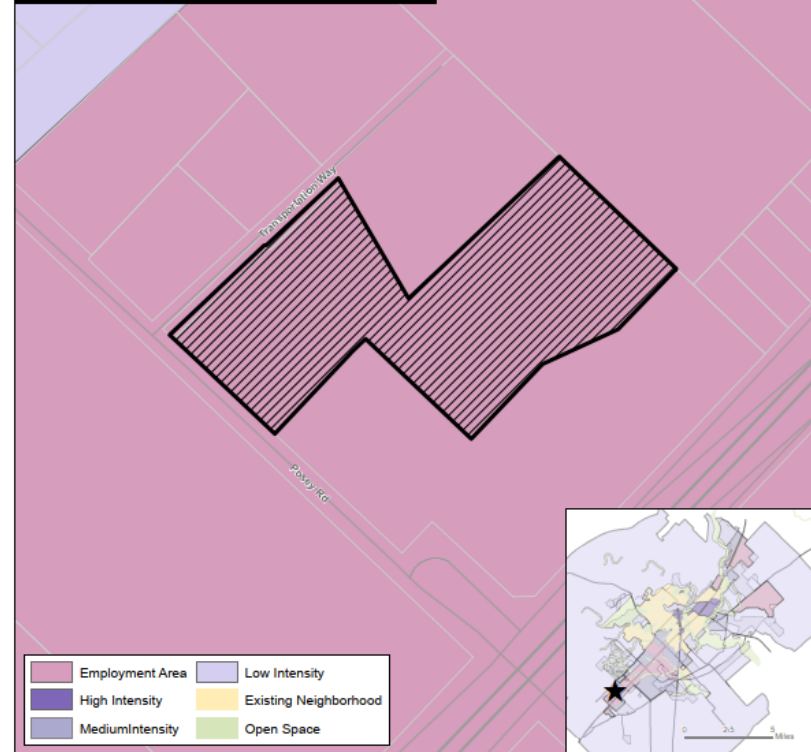 Transportation Way
Posey Rd
Employment Area
Low Intensity
High Intensity
Existing Neighborhood
MediumIntensity
Open Space
0 2.5 5
Miles